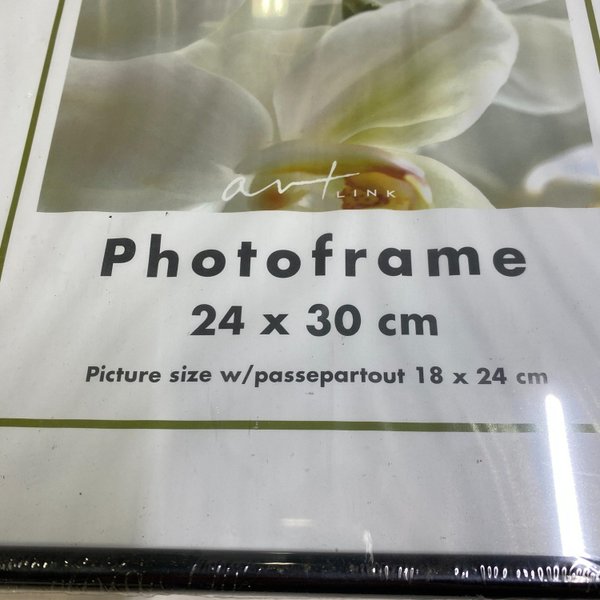 art LINK
Photoframe
24 x 30 cm
Picture size w/passepartout 18 x 24 cm